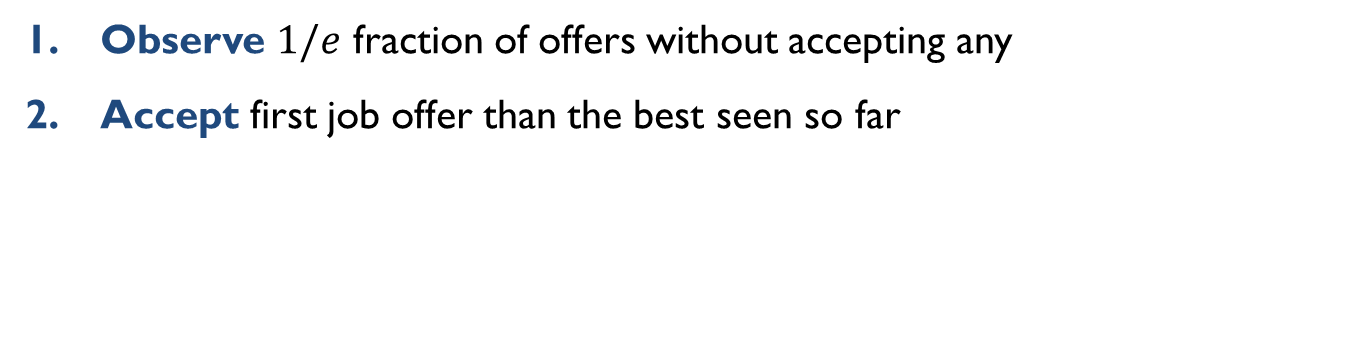 1. Observe 1/e fraction of offers without accepting any
2. Accept first job offer than the best seen so far